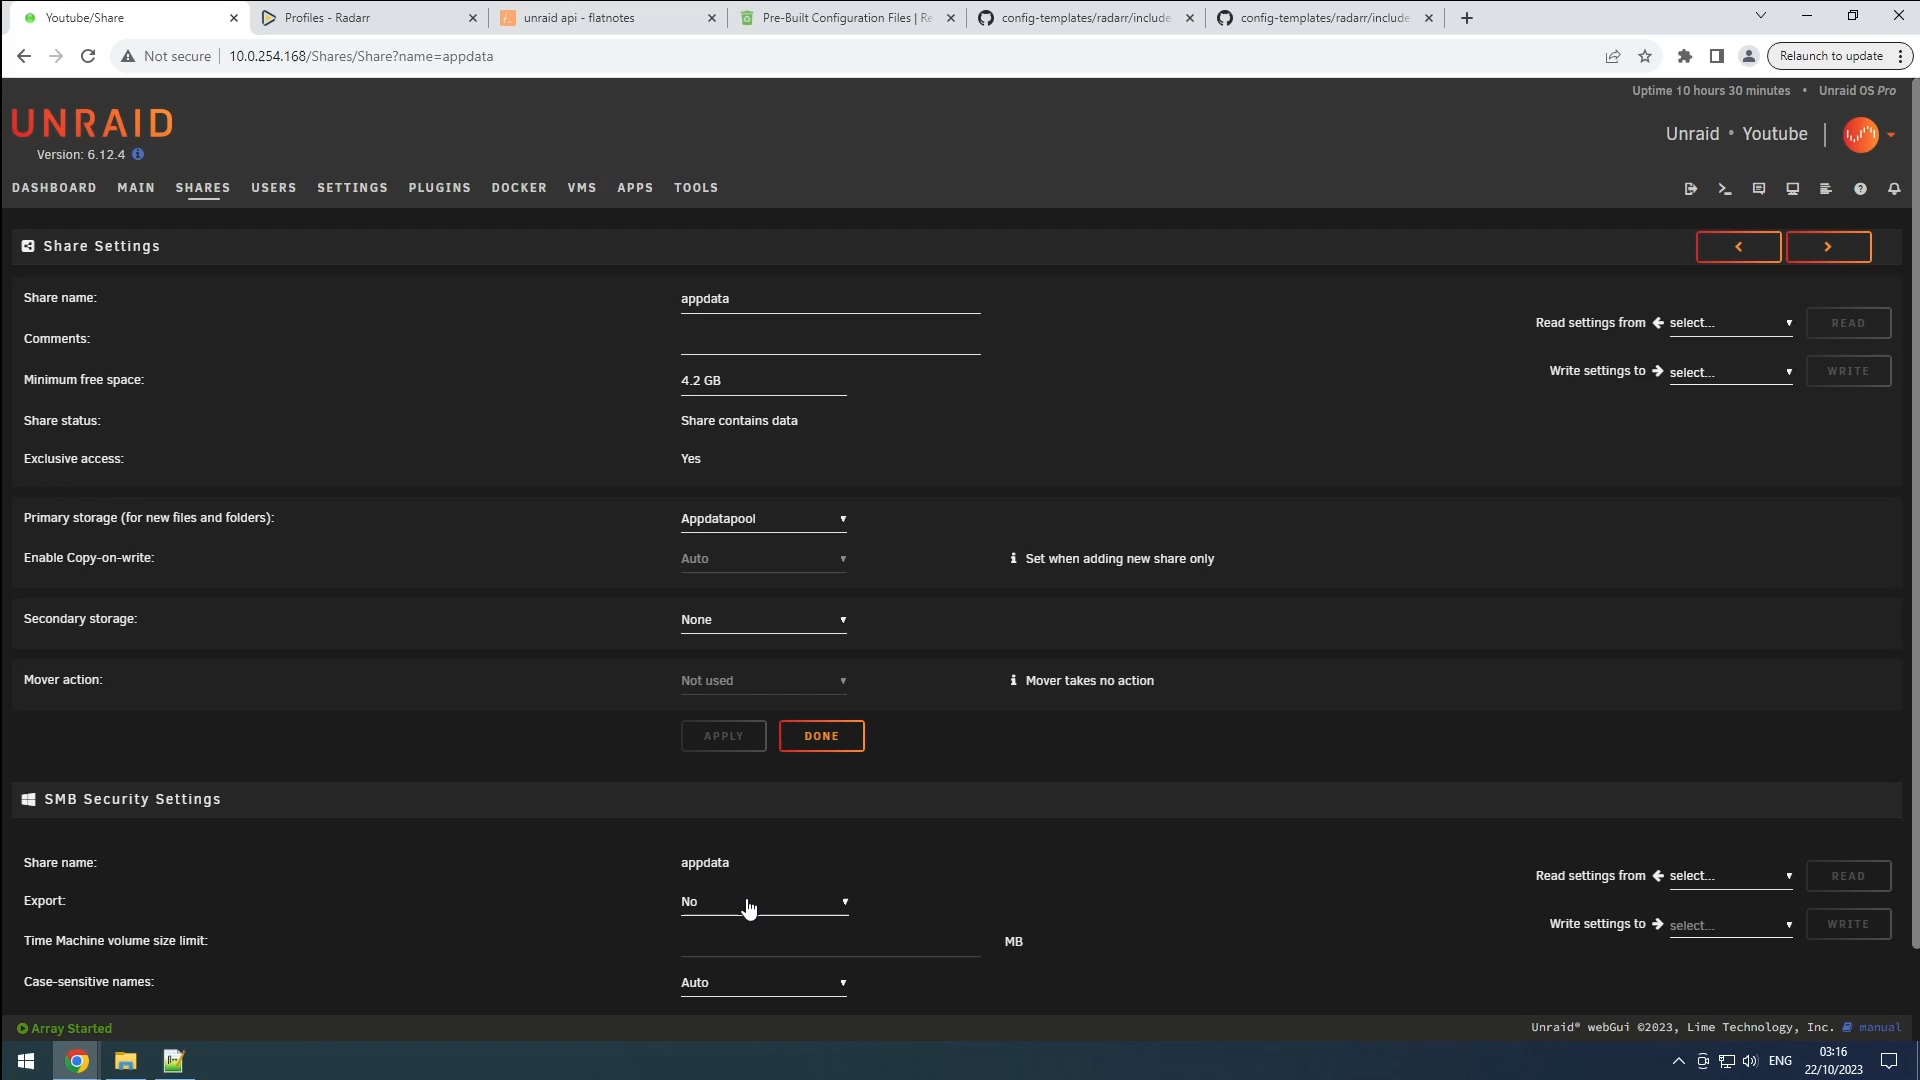 Youtube/Share
Profiles - Radarr
unraid api - flatnotes
Pre-Built Configuration Files | Re
config-templates/radarr/include
config-templates/radarr/include
Not secure
10.0.254.168/Shares/Share?name=appdata
Relaunch to update
Uptime 10 hours 30 minutes • Unraid OS Pro
UNRAID
Version: 6.12.4
Unraid • Youtube
DASHBOARD MAIN SHARES USERS SETTINGS PLUGINS DOCKER VMS APPS TOOLS
Share Settings
Share name: appdata
Read settings from select... READ
Comments:
Write settings to select... WRITE
Minimum free space: 4.2 GB
Share status: Share contains data
Exclusive access: Yes
Primary storage (for new files and folders): Appdatapool
Enable Copy-on-write: Auto Set when adding new share only
Secondary storage: None
Mover action: Not used Mover takes no action
APPLY DONE
SMB Security Settings
Share name: appdata
Read settings from select... READ
Export: No
Write settings to select... WRITE
Time Machine volume size limit: MB
Case-sensitive names: Auto
Array Started
Unraid® webGui ©2023, Lime Technology, Inc. manual
ENG
03:16
22/10/2023